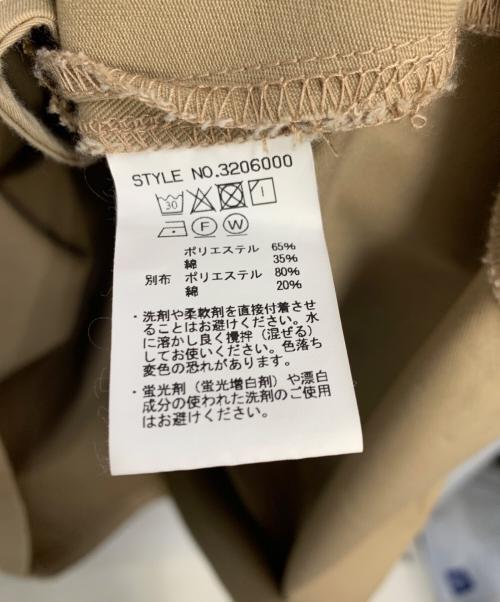 STYLE NO.3206000
30
F W
ポリエステル 65%
綿 35%
別布 ポリエステル 80%
綿 20%
・洗剤や柔軟剤を直接付着させ
ることはお避けください。水
に溶かし良く攪拌（混ぜる）
してお使いください。色落ち
変色の恐れがあります。
・蛍光剤（蛍光増白剤）や漂白
成分の使われた洗剤のご使用
はお避けください。